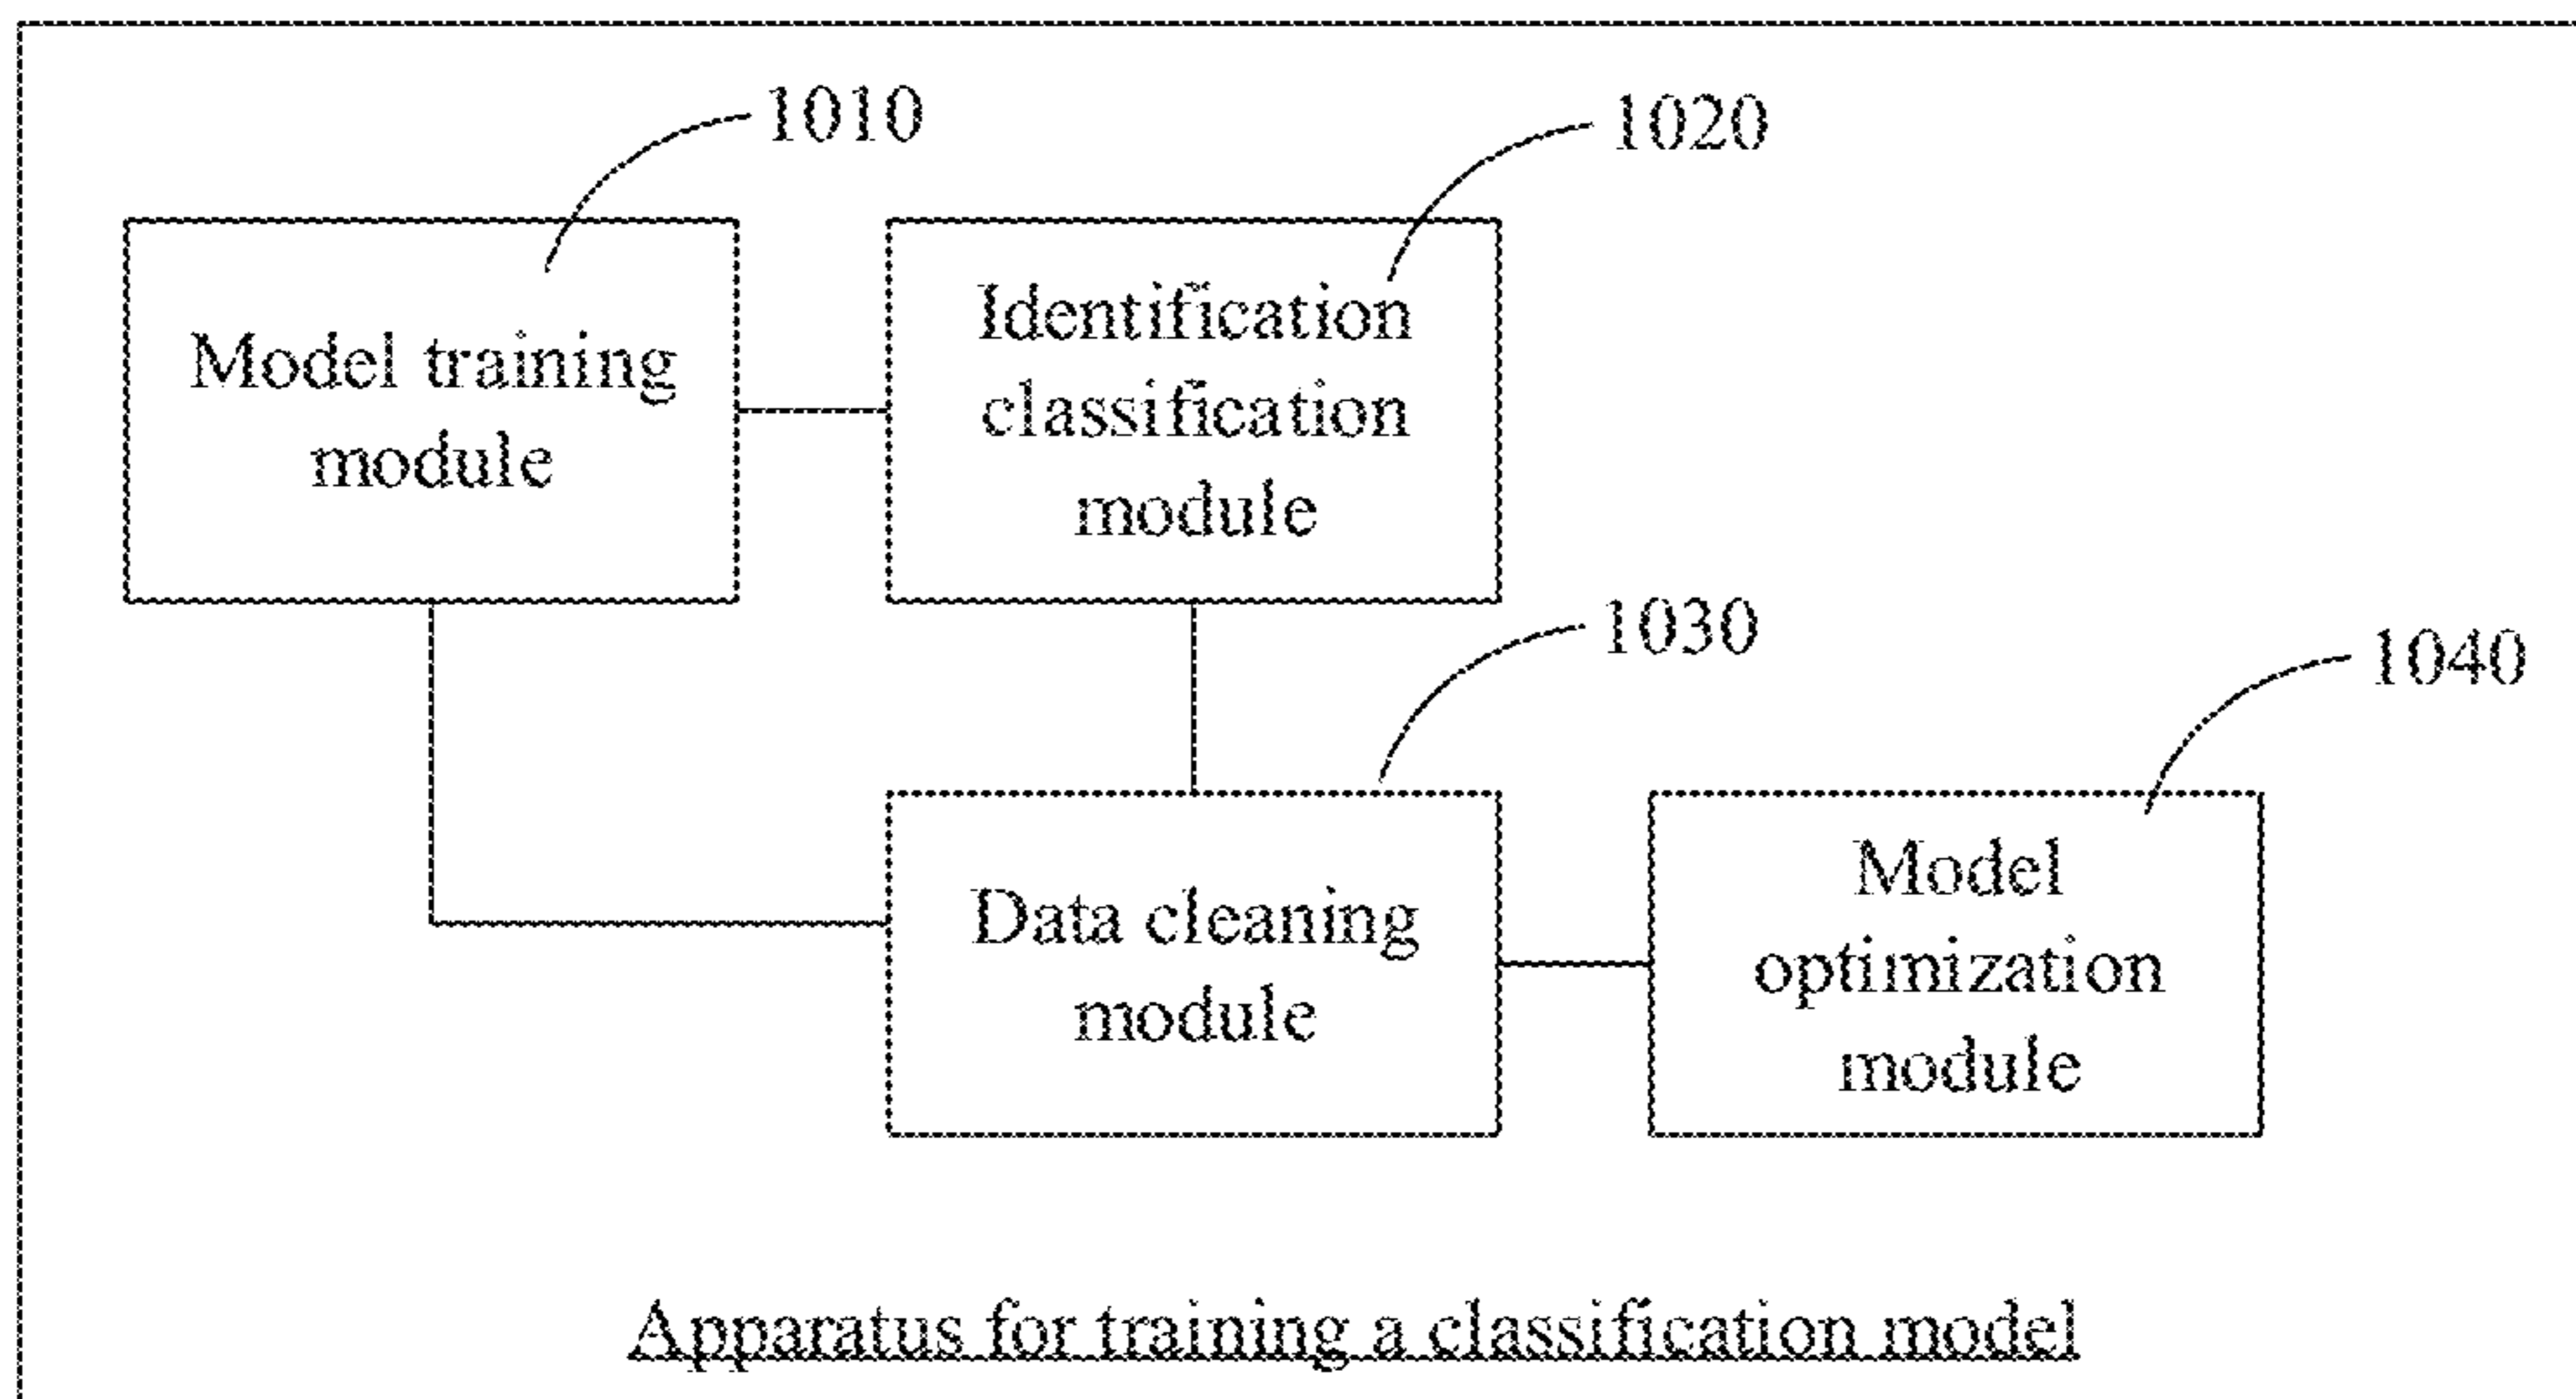 1010
1020
Model training
module
Identification
classification
module
1030
1040
Data cleaning
module
Model
optimization
module
Apparatus for training a classification model